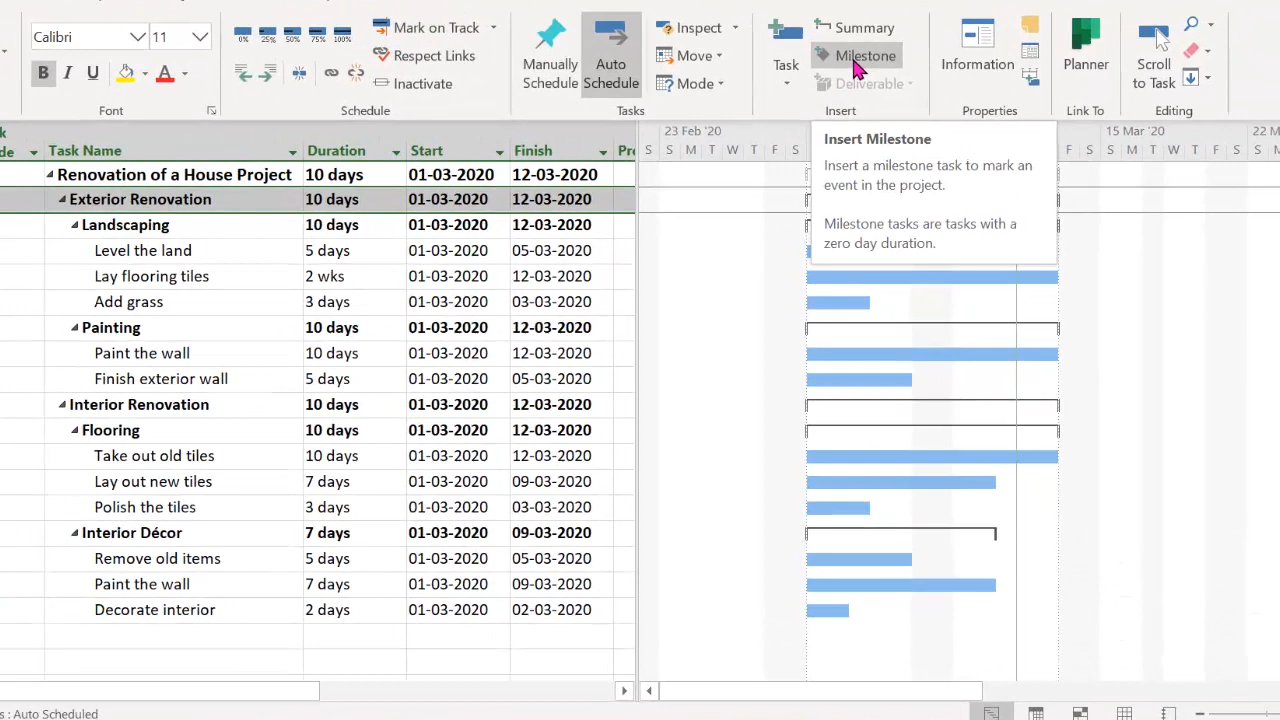 Calibri 11
0% 25% 50% 75% 100%
Mark on Track
Respect Links
Inactivate
B I U A
Manually Schedule
Auto Schedule
Inspect
Move
Mode
Task
Summary
Milestone
Deliverable
Information
Planner
Scroll to Task
Font Schedule Tasks Insert Properties Link To Editing
Insert Milestone
Insert a milestone task to mark an
event in the project.
Milestone tasks are tasks with a
zero day duration.
Task Name Duration Start Finish
23 Feb '20 15 Mar '20 22 M
S S M T W T F S F S S M T W T F S S M
Renovation of a House Project 10 days 01-03-2020 12-03-2020
Exterior Renovation 10 days 01-03-2020 12-03-2020
Landscaping 10 days 01-03-2020 12-03-2020
Level the land 5 days 01-03-2020 05-03-2020
Lay flooring tiles 2 wks 01-03-2020 12-03-2020
Add grass 3 days 01-03-2020 03-03-2020
Painting 10 days 01-03-2020 12-03-2020
Paint the wall 10 days 01-03-2020 12-03-2020
Finish exterior wall 5 days 01-03-2020 05-03-2020
Interior Renovation 10 days 01-03-2020 12-03-2020
Flooring 10 days 01-03-2020 12-03-2020
Take out old tiles 10 days 01-03-2020 12-03-2020
Lay out new tiles 7 days 01-03-2020 09-03-2020
Polish the tiles 3 days 01-03-2020 03-03-2020
Interior Décor 7 days 01-03-2020 09-03-2020
Remove old items 5 days 01-03-2020 05-03-2020
Paint the wall 7 days 01-03-2020 09-03-2020
Decorate interior 2 days 01-03-2020 02-03-2020
s : Auto Scheduled